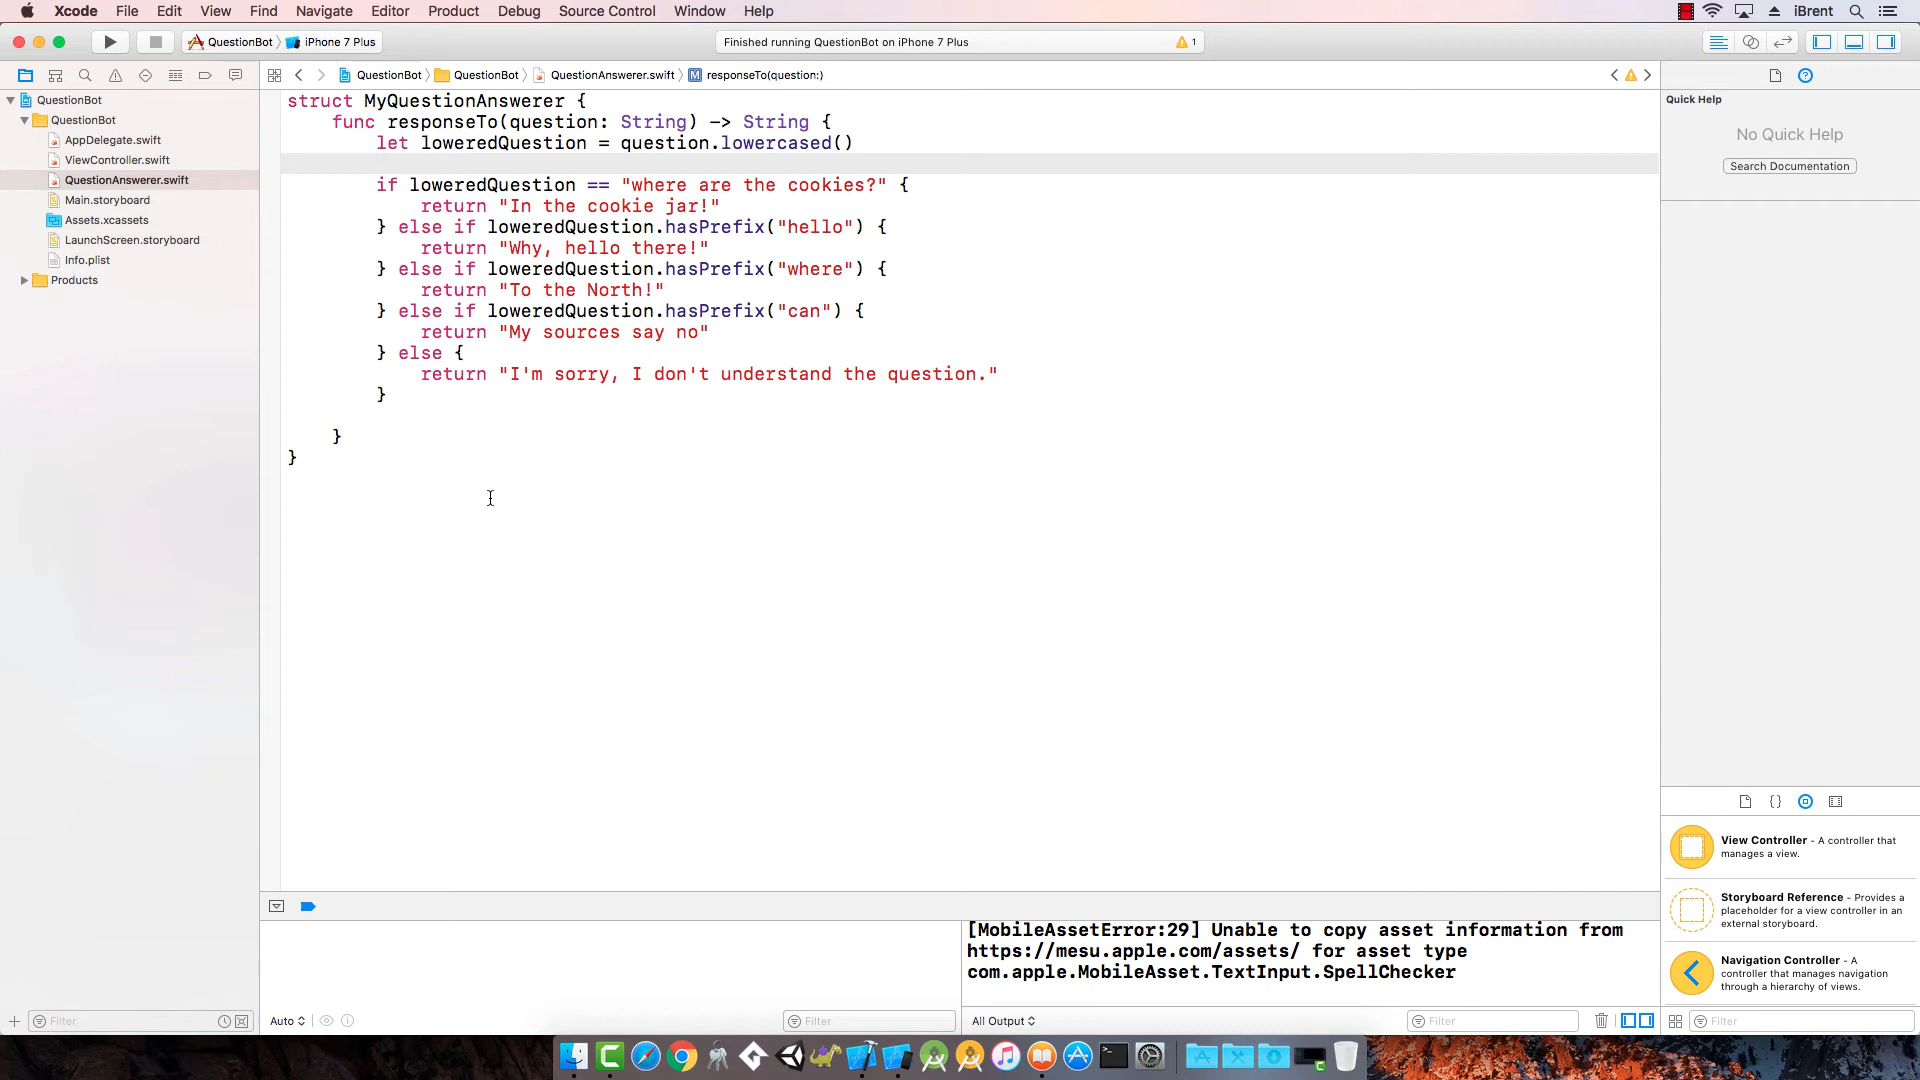 Xcode File Edit View Find Navigate Editor Product Debug Source Control Window Help iBrent
QuestionBot iPhone 7 Plus Finished running QuestionBot on iPhone 7 Plus 1
QuestionBot QuestionBot QuestionAnswerer.swift M responseTo(question:)
QuestionBot
QuestionBot
AppDelegate.swift
ViewController.swift
QuestionAnswerer.swift
Main.storyboard
Assets.xcassets
LaunchScreen.storyboard
Info.plist
Products
struct MyQuestionAnswerer {
func responseTo(question: String) -> String {
let loweredQuestion = question.lowercased()
if loweredQuestion == "where are the cookies?" {
return "In the cookie jar!"
} else if loweredQuestion.hasPrefix("hello") {
return "Why, hello there!"
} else if loweredQuestion.hasPrefix("where") {
return "To the North!"
} else if loweredQuestion.hasPrefix("can") {
return "My sources say no"
} else {
return "I'm sorry, I don't understand the question."
}
}
}
Quick Help
No Quick Help
Search Documentation
View Controller - A controller that
manages a view.
Storyboard Reference - Provides a
placeholder for a view controller in an
external storyboard.
Navigation Controller - A
controller that manages navigation
through a hierarchy of views.
[MobileAssetError:29] Unable to copy asset information from
https://mesu.apple.com/assets/ for asset type
com.apple.MobileAsset.TextInput.SpellChecker
Filter Auto Filter All Output Filter Filter